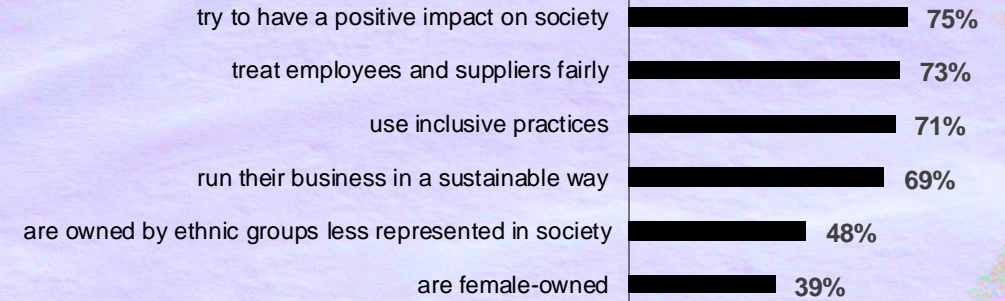 try to have a positive impact on society 75%
treat employees and suppliers fairly 73%
use inclusive practices 71%
run their business in a sustainable way 69%
are owned by ethnic groups less represented in society 48%
are female-owned 39%